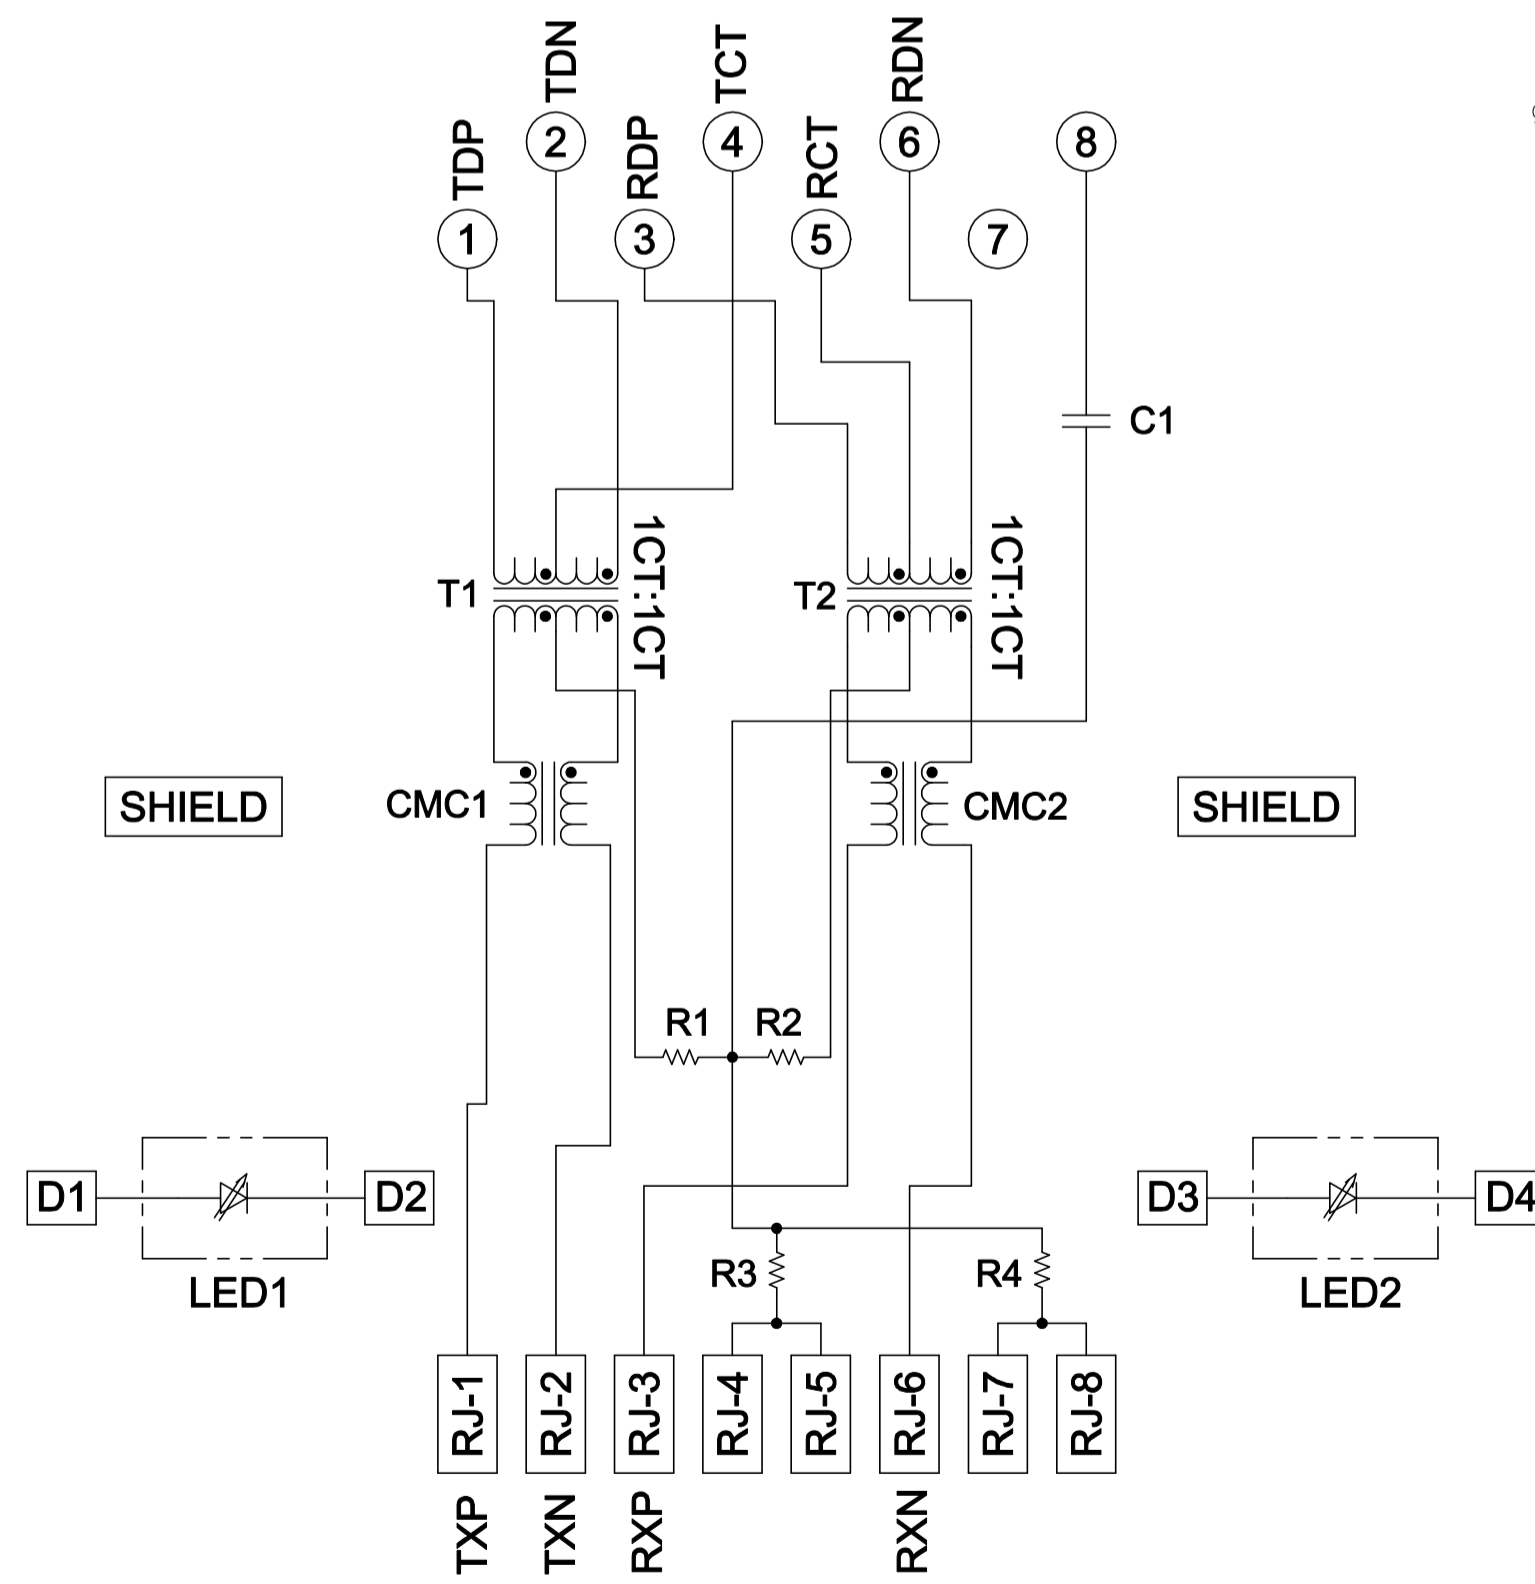 TDP
TDN
RDP
TCT
RCT
RDN
1
2
3
4
5
6
7
8
C1
T1
1CT:1CT
T2
1CT:1CT
SHIELD
CMC1
CMC2
SHIELD
R1
R2
D1
D2
LED1
D3
D4
LED2
R3
R4
RJ-1
RJ-2
RJ-3
RJ-4
RJ-5
RJ-6
RJ-7
RJ-8
TXP
TXN
RXP
RXN